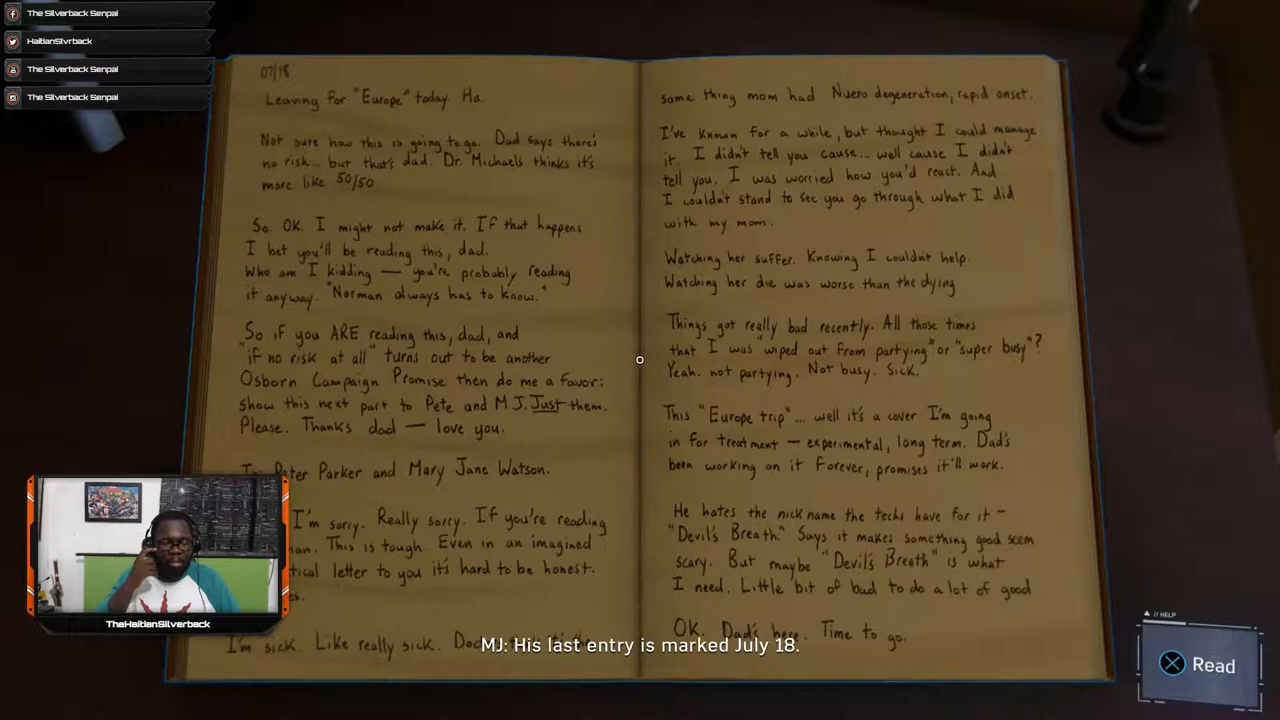 The Silverback Senpai
HaitianSlvrback
The Silverback Senpai
The Silverback Senpai
07/18
Leaving for "Europe" today. Ha.
Not sure how this is going to go. Dad says there's
no risk... but that's dad. Dr. Michaels thinks it's
more like 50/50
So. OK. I might not make it. If that happens
I bet you'll be reading this, dad.
Who am I kidding — you're probably reading
it anyway. "Norman always has to know."
So if you ARE reading this, dad, and
"if no risk at all" turns out to be another
Osborn Campaign Promise then do me a favor:
show this next part to Pete and MJ. Just them.
Please. Thanks dad — love you.
Peter Parker and Mary Jane Watson.
I'm sorry. Really sorry. If you're reading
This is tough. Even in an imagined
letter to you it's hard to be honest.
I'm sick. Like really sick.
some thing mom had Nuero degeneration, rapid onset.
I've known for a while, but thought I could manage
it. I didn't tell you cause... well cause I didn't
tell you. I was worried how you'd react. And
I couldn't stand to see you go through what I did
with my mom.
Watching her suffer. Knowing I couldn't help.
Watching her die was worse than the dying
Things got really bad recently. All those times
that I was "wiped out from partying" or "super busy"?
Yeah. not partying. Not busy. Sick.
This "Europe trip"... well it's a cover I'm going
in for treatment — experimental, long term. Dad's
been working on it forever, promises it'll work.
He hates the nickname the techs have for it -
"Devil's Breath." Says it makes something good seem
scary. But maybe "Devil's Breath" is what
I need. Little bit of bad to do a lot of good
OK. Dad's here. Time to go.
MJ: His last entry is marked July 18.
TheHaitianSilverback
// HELP
Read